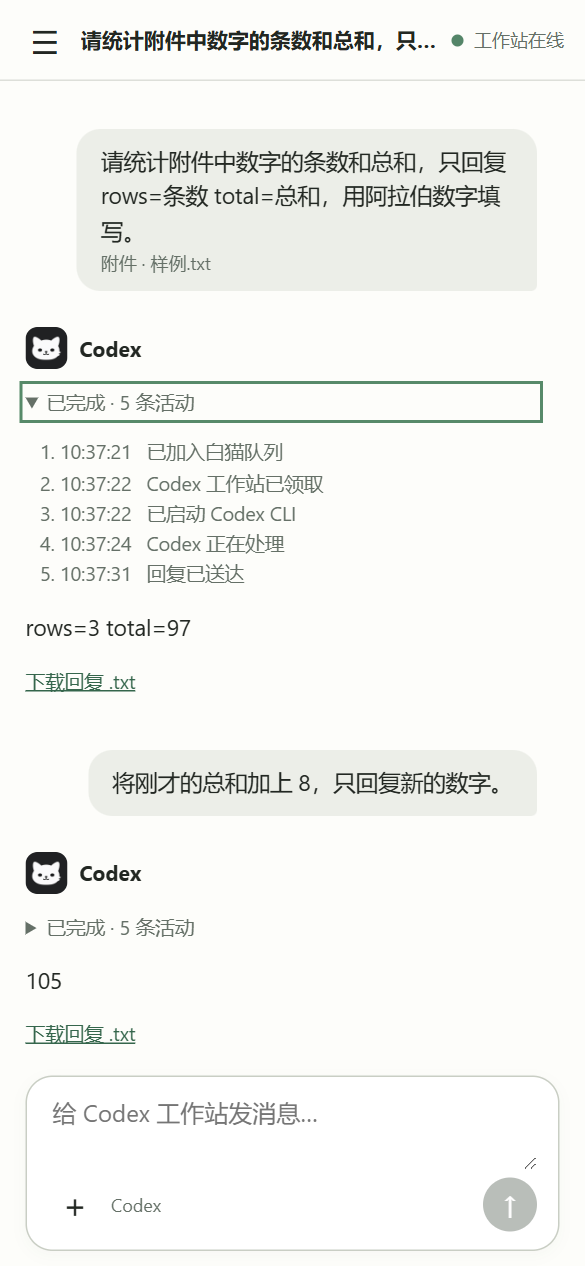 请统计附件中数字的条数和总和，只...
工作站在线
请统计附件中数字的条数和总和，只回复
rows=条数 total=总和，用阿拉伯数字填
写。
附件 · 样例.txt
Codex
已完成 · 5 条活动
1. 10:37:21 已加入白猫队列
2. 10:37:22 Codex 工作站已领取
3. 10:37:22 已启动 Codex CLI
4. 10:37:24 Codex 正在处理
5. 10:37:31 回复已送达
rows=3 total=97
下载回复 .txt
将刚才的总和加上 8，只回复新的数字。
Codex
已完成 · 5 条活动
105
下载回复 .txt
给 Codex 工作站发消息...
+ Codex